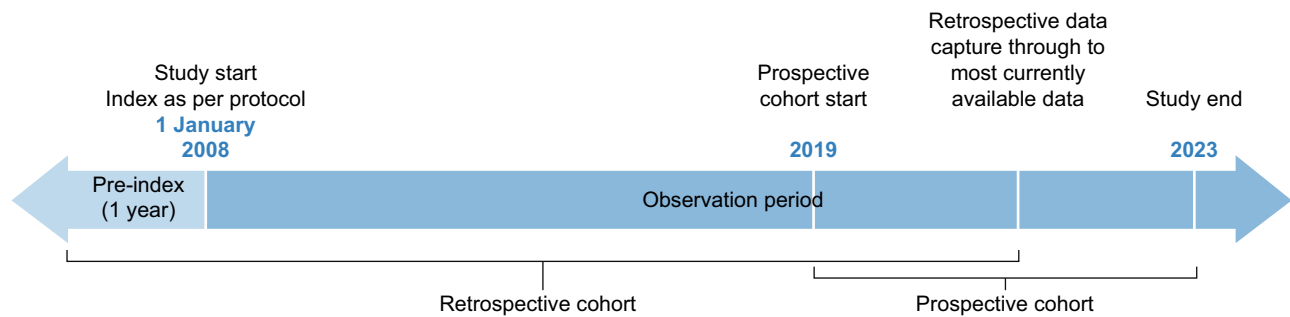 Study start
Index as per protocol
1 January
2008
Prospective
cohort start
2019
Retrospective data
capture through to
most currently
available data
Study end
2023
Pre-index
(1 year)
Observation period
Retrospective cohort
Prospective cohort